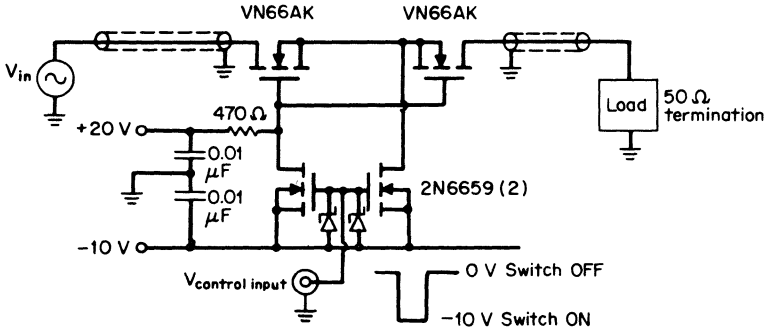 VN66AK
VN66AK
Vin
470 Ω
+20 V
0.01
μF
0.01
μF
-10 V
Load
50 Ω
termination
2N6659 (2)
Vcontrol input
0 V Switch OFF
-10 V Switch ON